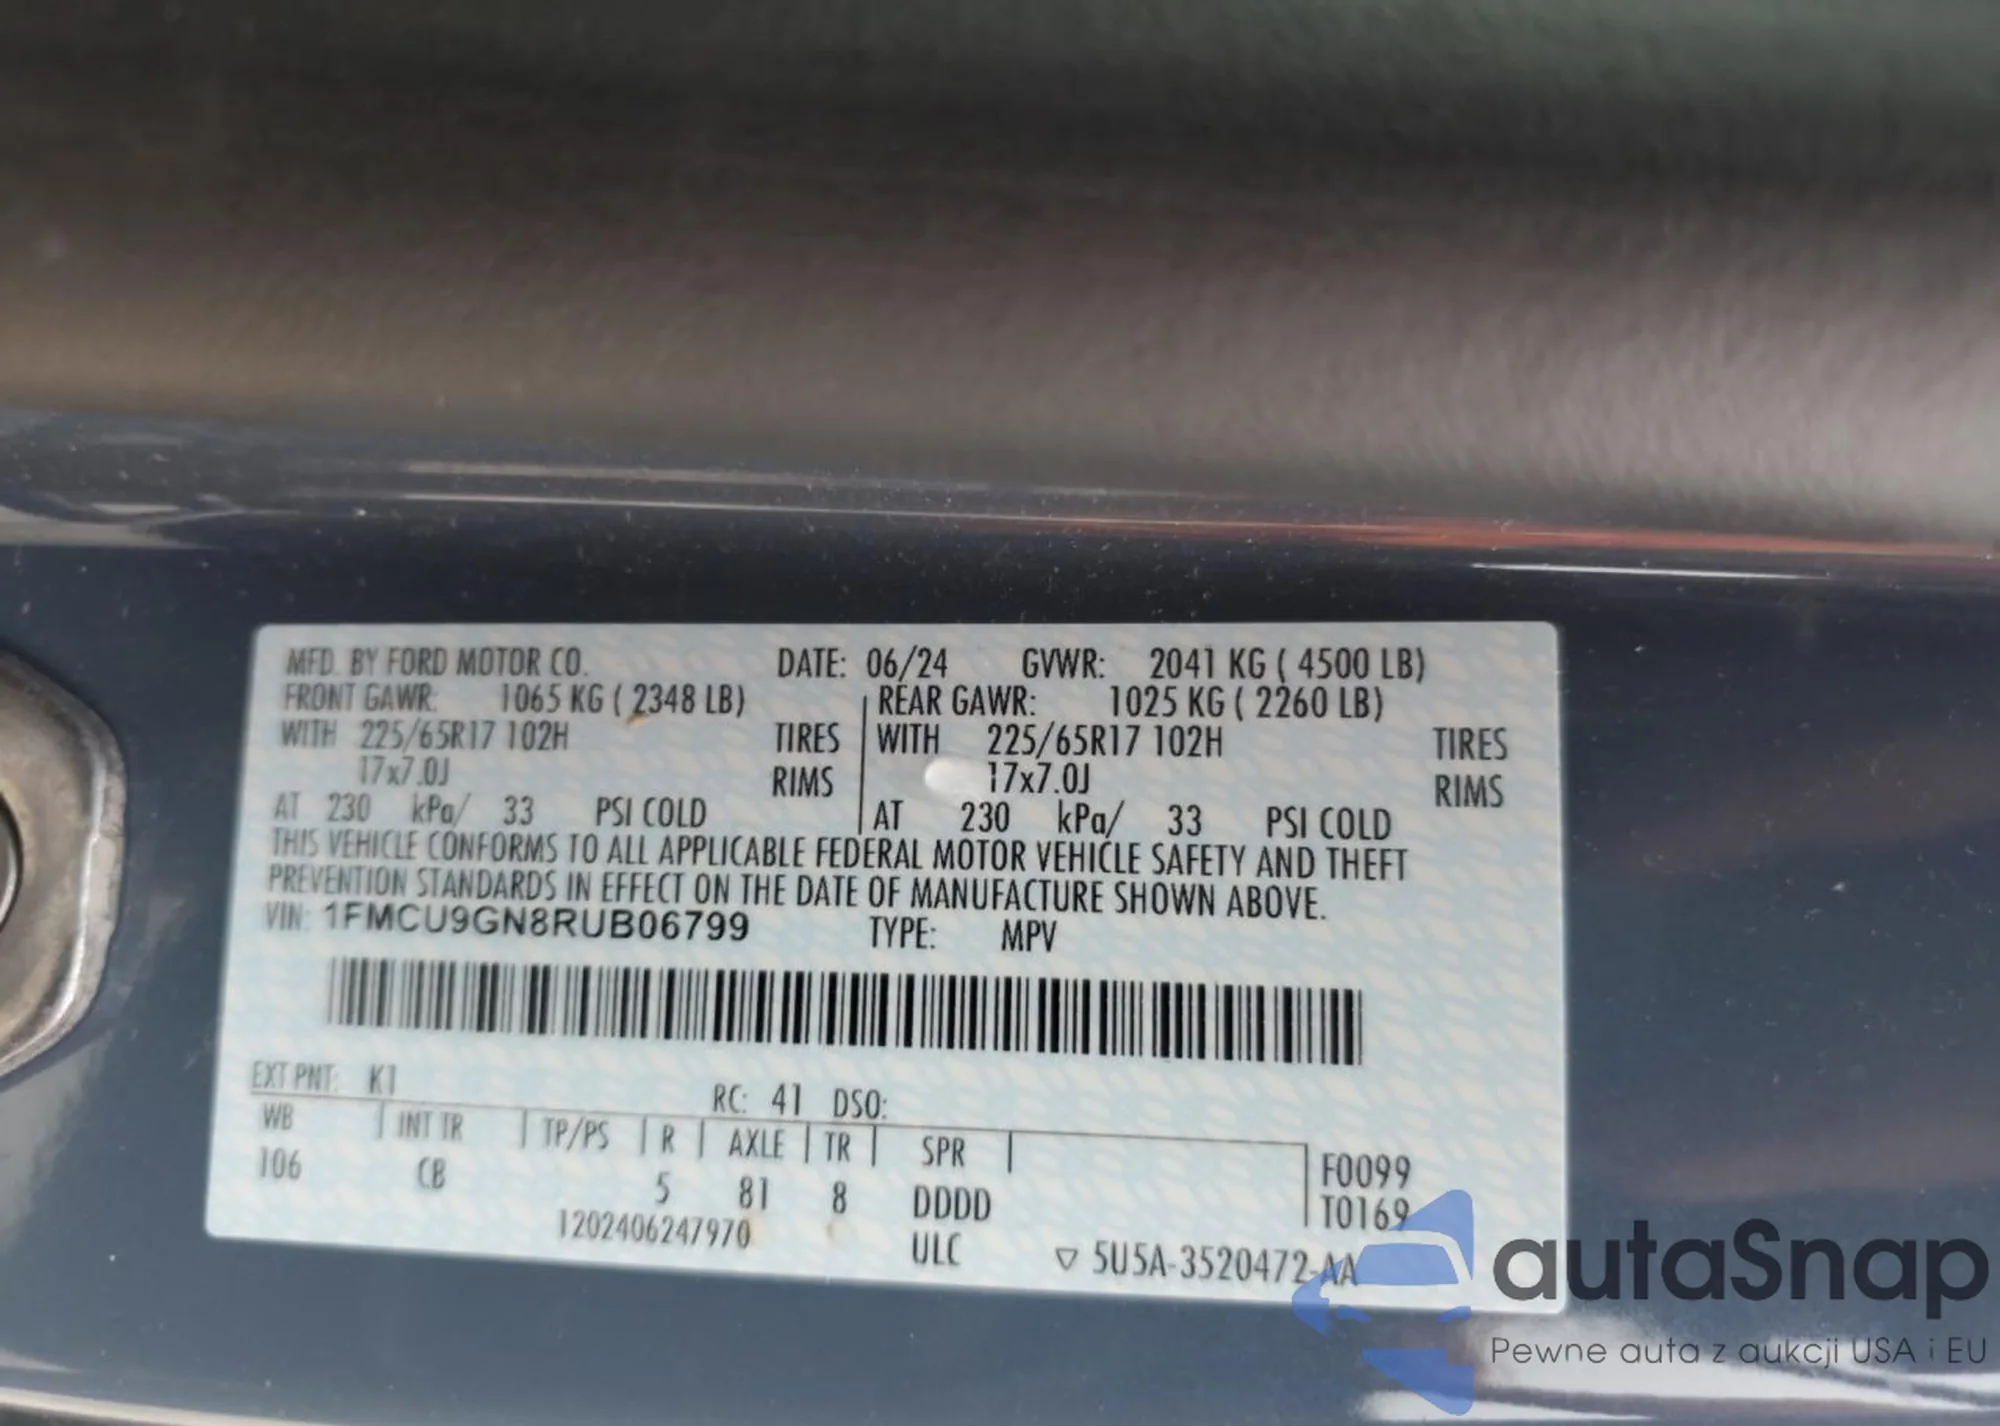 MFD. BY FORD MOTOR CO. DATE: 06/24 GVWR: 2041 KG ( 4500 LB)
FRONT GAWR: 1065 KG ( 2348 LB) REAR GAWR: 1025 KG ( 2260 LB)
WITH 225/65R17 102H TIRES WITH 225/65R17 102H TIRES
17x7.0J RIMS 17x7.0J RIMS
AT 230 kPa/ 33 PSI COLD AT 230 kPa/ 33 PSI COLD
THIS VEHICLE CONFORMS TO ALL APPLICABLE FEDERAL MOTOR VEHICLE SAFETY AND THEFT
PREVENTION STANDARDS IN EFFECT ON THE DATE OF MANUFACTURE SHOWN ABOVE.
VIN: 1FMCU9GN8RUB06799 TYPE: MPV
EXT PNT: K1 RC: 41 DSO:
WB INT TR TP/PS R AXLE TR SPR F0099
106 CB 5 81 8 DDDD T0169
1202406247970 ULC ▽ 5U5A-3520472-AA
autaSnap
Pewne auta z aukcji USA i EU